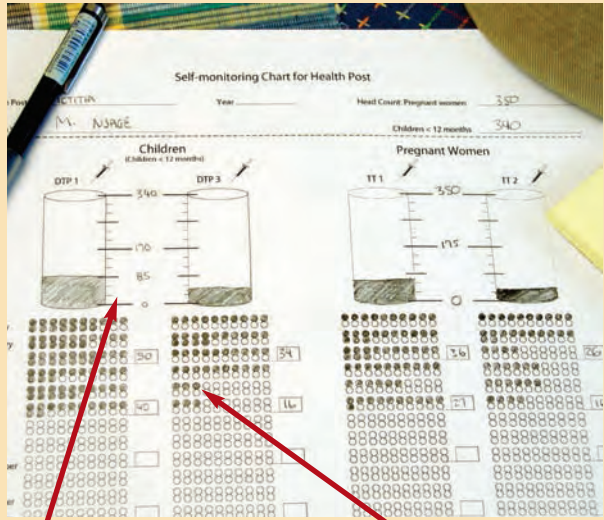 Self-monitoring Chart for Health Post
Post
Year
Head Count: Pregnant women 350
M. NJAGE
Children < 12 months 340
Children
(Children < 12 months)
Pregnant Women
DTP 1
DTP 3
TT 1
TT 2
340
350
170
175
85
0
0
34
36
26
40
16
27